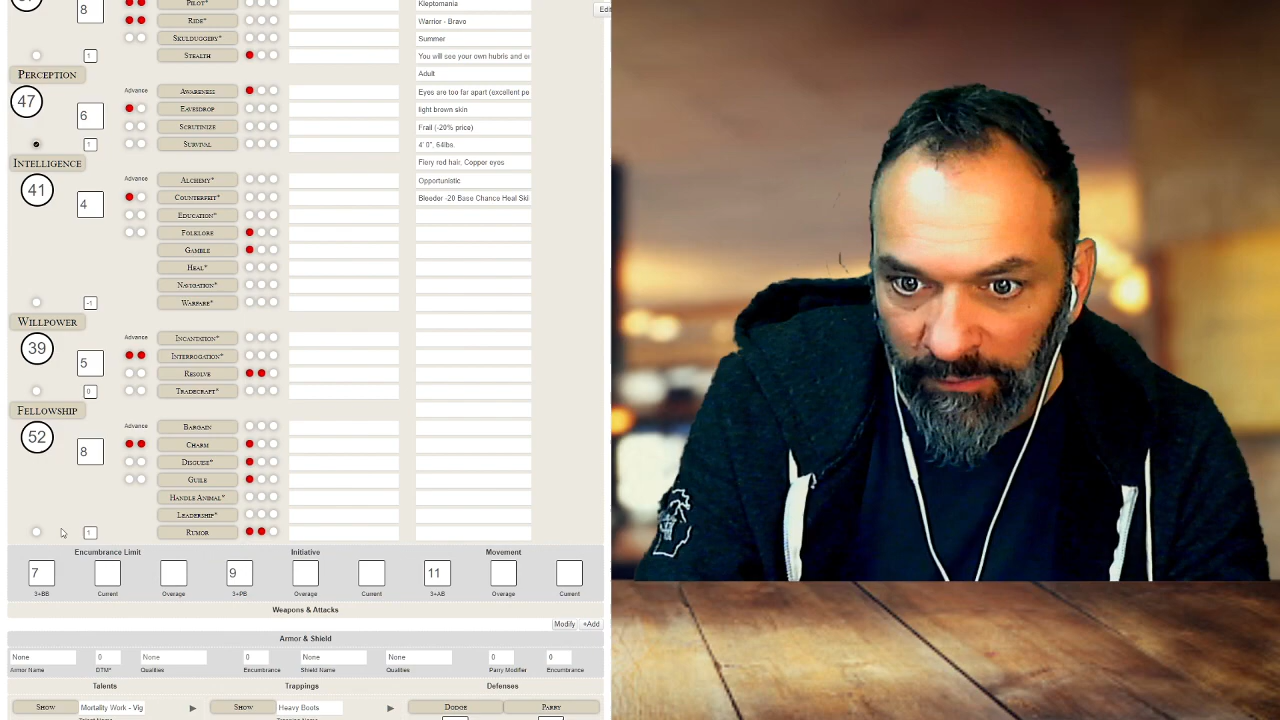 8
Pilot*
Kleptomania
Edi
Ride*
Warrior - Bravo
Skulduggery*
Summer
1
Stealth
You will see your own hubris and er
Perception
Adult
47
6
Advance
Awareness
Eyes are too far apart (excellent pe
Eavesdrop
light brown skin
Scrutinize
Frail (-20% price)
1
Survival
4' 0", 64lbs.
Intelligence
Fiery red hair, Copper eyes.
41
4
Advance
Alchemy*
Opportunistic
Counterfeit*
Bleeder -20 Base Chance Heal Skil
Education*
Folklore
Gamble
Heal*
Navigation*
-1
Warfare*
Willpower
39
5
Advance
Incantation*
Interrogation*
Resolve
0
Tradecraft*
Fellowship
52
8
Advance
Bargain
Charm
Disguise*
Guile
Handle Animal*
Leadership*
1
Rumor
Encumbrance Limit
Initiative
Movement
7
9
11
3+BB
Current
Overage
3+PB
Overage
Current
3+AB
Overage
Current
Weapons & Attacks
Modify
+Add
Armor & Shield
None
0
None
0
None
None
0
0
Armor Name
DTM*
Qualities
Encumbrance
Shield Name
Qualities
Parry Modifier
Encumbrance
Talents
Trappings
Defenses
Show
Mortality Work - Vig
Show
Heavy Boots
Dodge
Parry